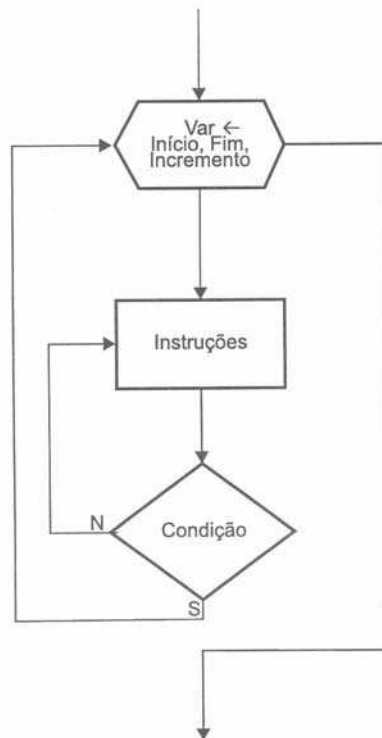 Var ←
Início, Fim,
Incremento
Instruções
Condição
N
S